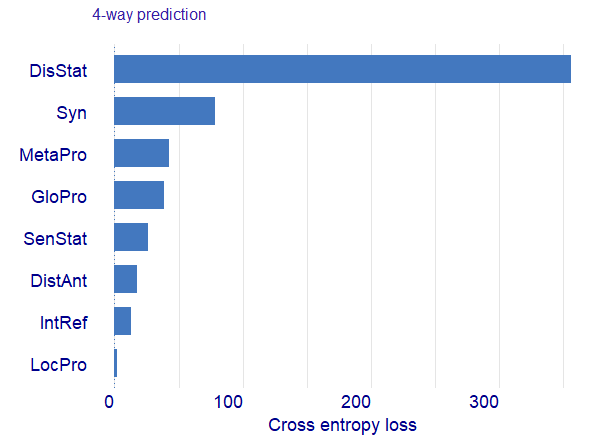 4-way prediction
DisStat
Syn
MetaPro
GloPro
SenStat
DistAnt
IntRef
LocPro
0 100 200 300
Cross entropy loss